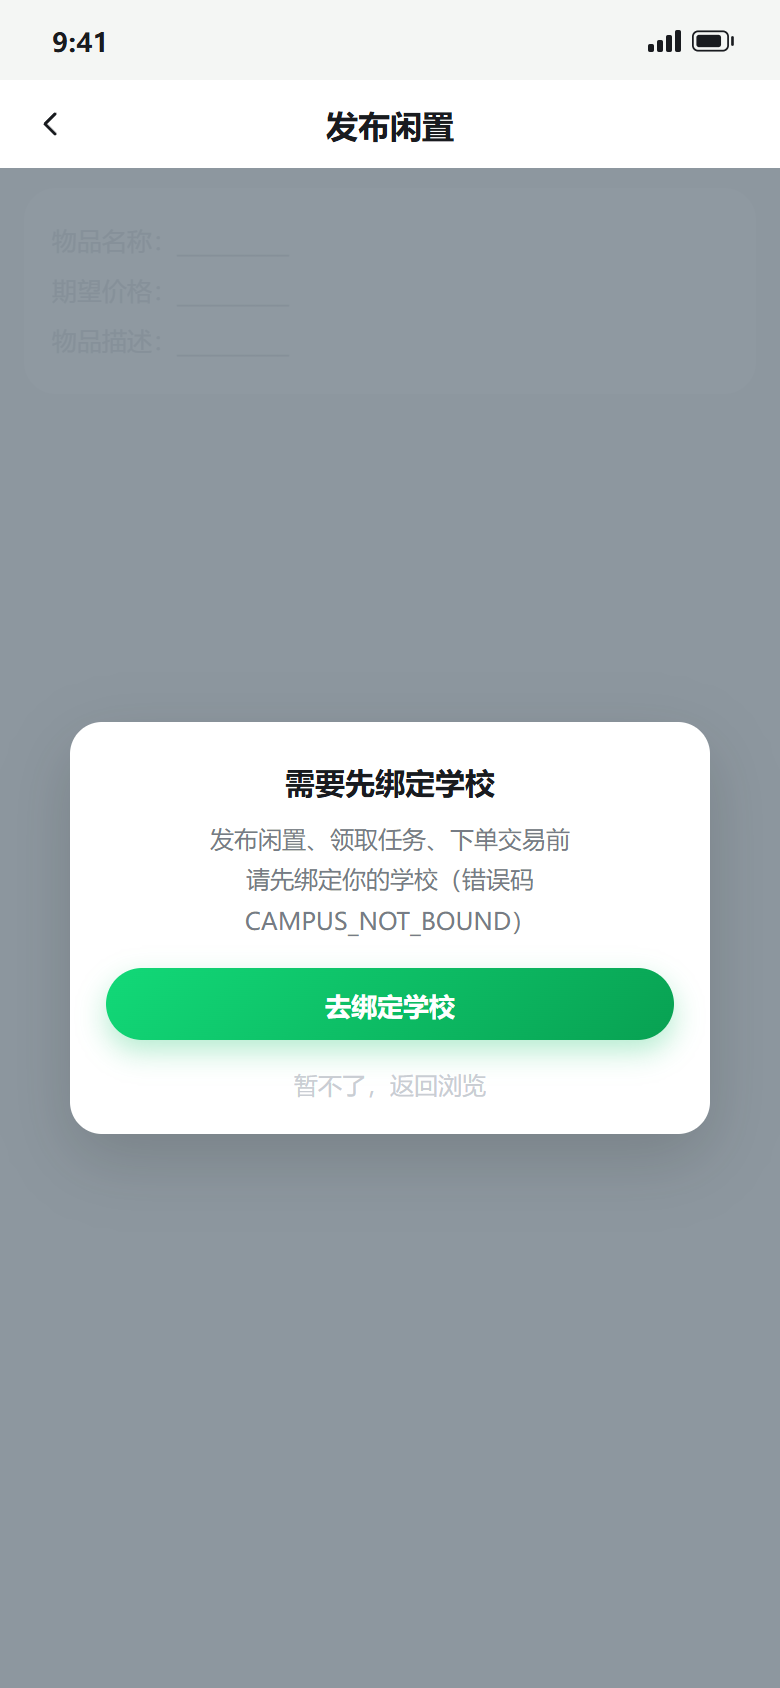 9:41
发布闲置
物品名称：________
期望价格：________
物品描述：________
需要先绑定学校
发布闲置、领取任务、下单交易前
请先绑定你的学校（错误码
CAMPUS_NOT_BOUND）
去绑定学校
暂不了，返回浏览